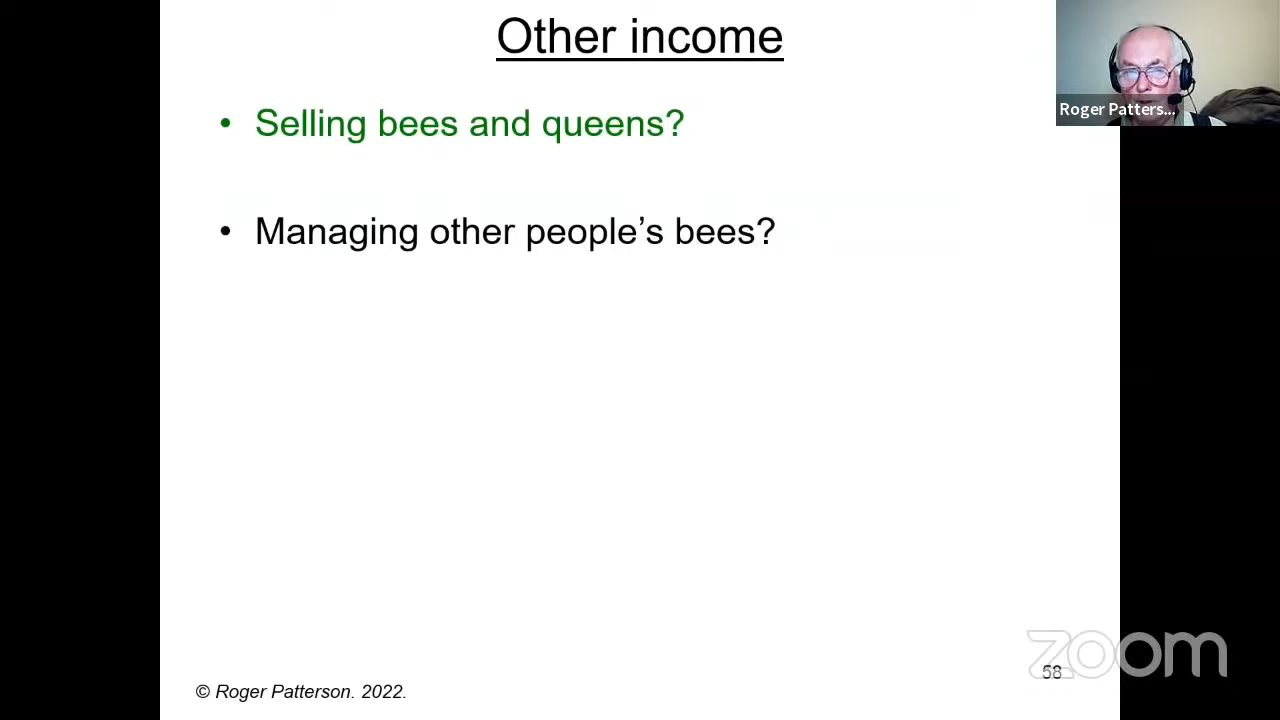 Other income
Roger Patters...
• Selling bees and queens?
• Managing other people’s bees?
zoom
58
© Roger Patterson. 2022.